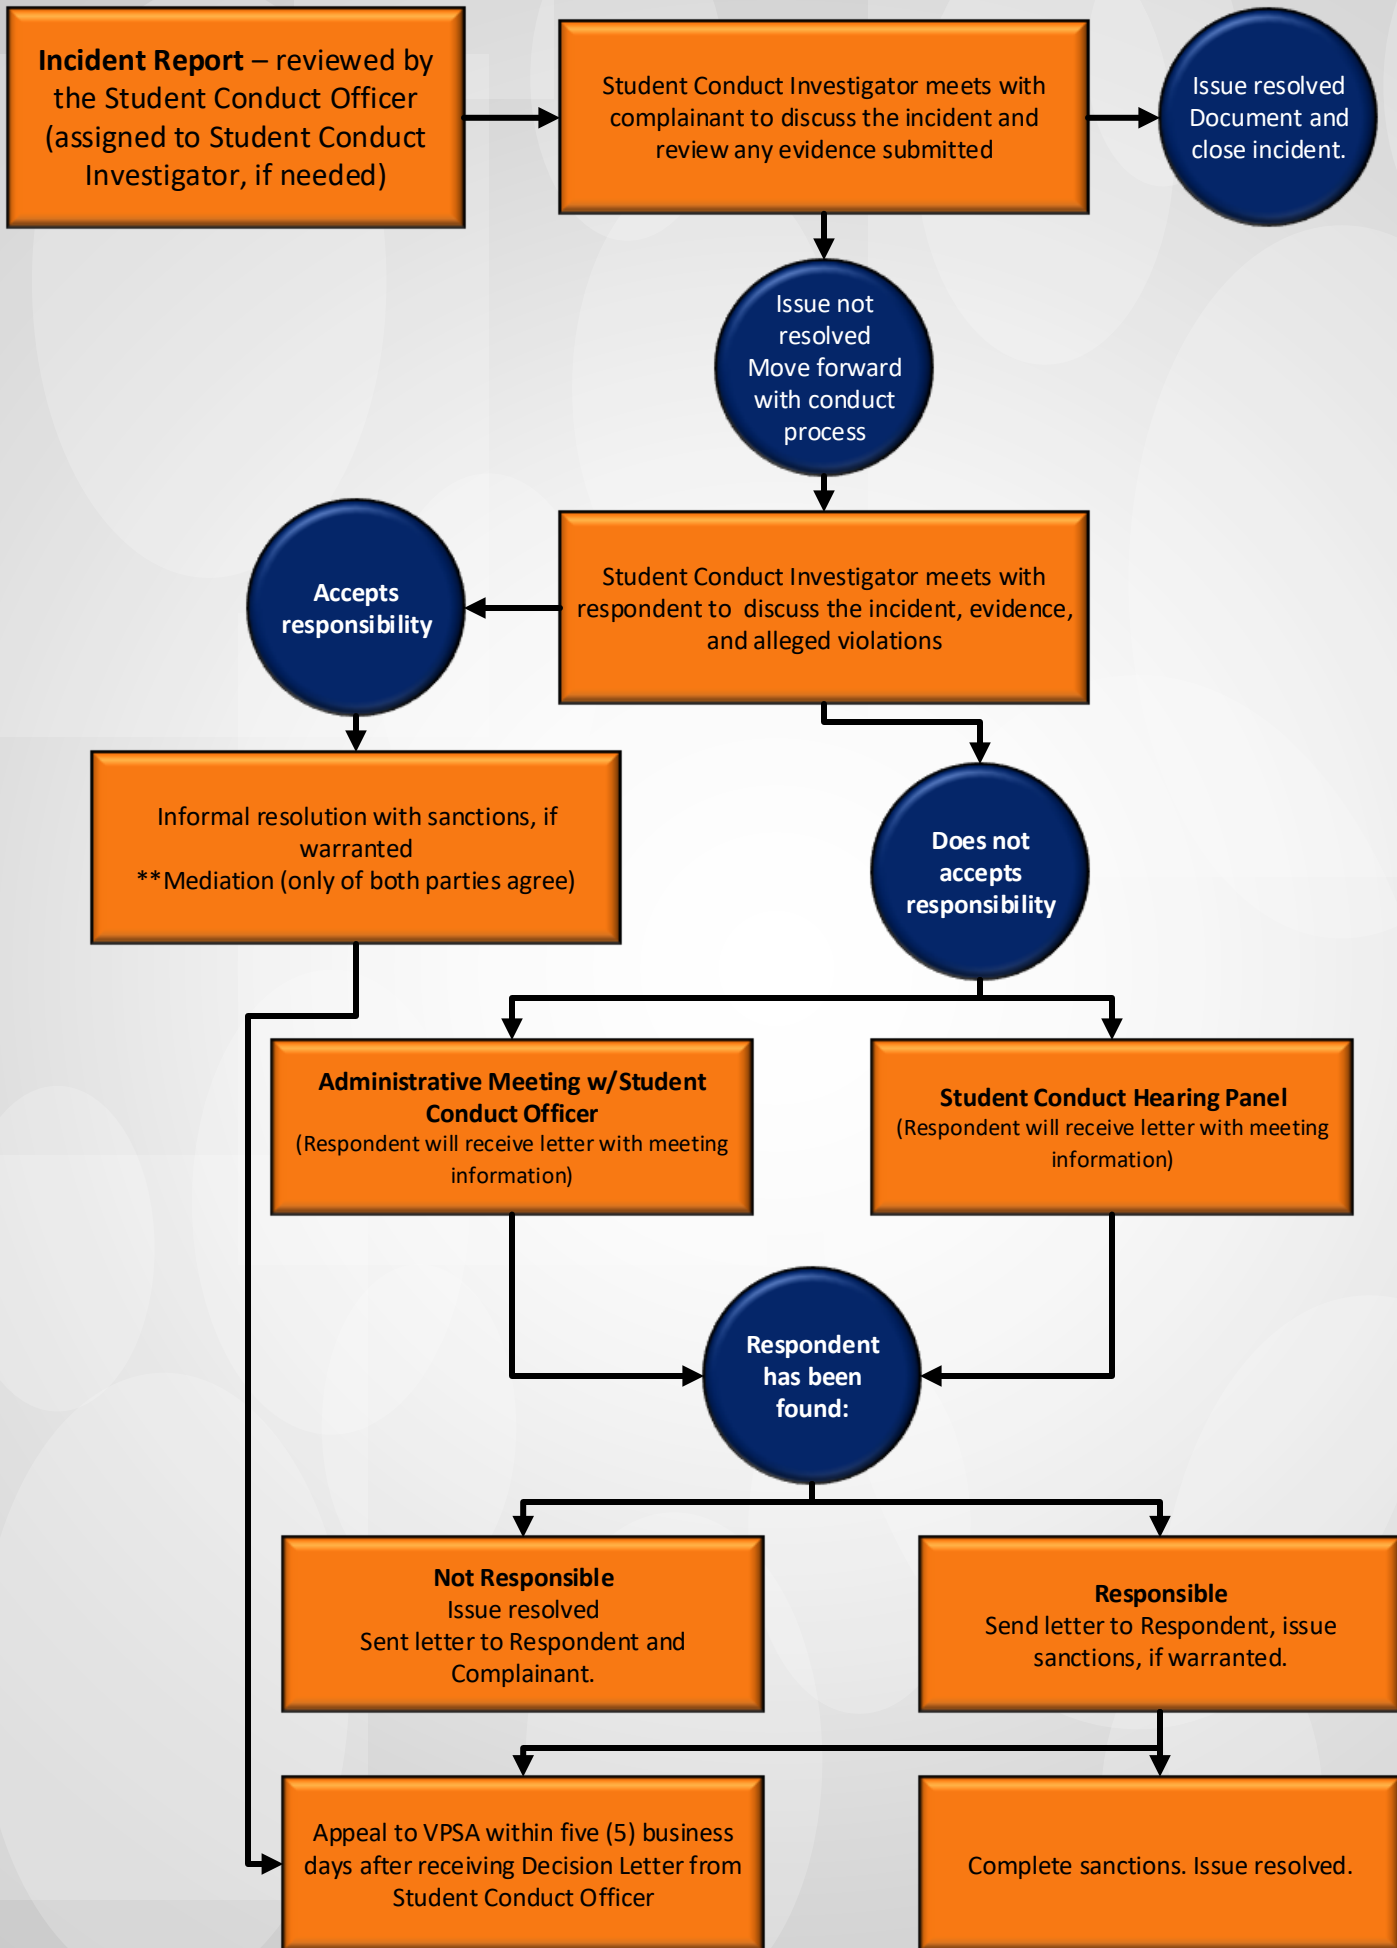 Incident Report – reviewed by
the Student Conduct Officer
(assigned to Student Conduct
Investigator, if needed)
Student Conduct Investigator meets with
complainant to discuss the incident and
review any evidence submitted
Issue resolved
Document and
close incident.
Issue not
resolved
Move forward
with conduct
process
Accepts
responsibility
Student Conduct Investigator meets with
respondent to discuss the incident, evidence,
and alleged violations
Informal resolution with sanctions, if
warranted
**Mediation (only of both parties agree)
Does not
accepts
responsibility
Administrative Meeting w/Student
Conduct Officer
(Respondent will receive letter with meeting
information)
Student Conduct Hearing Panel
(Respondent will receive letter with meeting
information)
Respondent
has been
found:
Not Responsible
Issue resolved
Sent letter to Respondent and
Complainant.
Responsible
Send letter to Respondent, issue
sanctions, if warranted.
Appeal to VPSA within five (5) business
days after receiving Decision Letter from
Student Conduct Officer
Complete sanctions. Issue resolved.